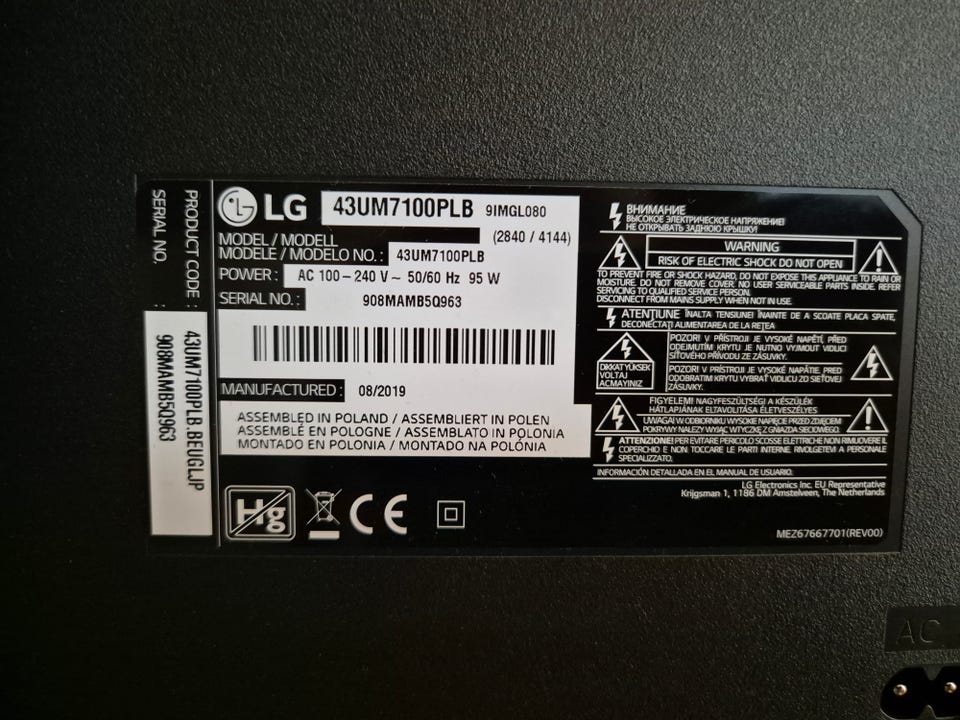 LG 43UM7100PLB 9IMGL080
(2840 / 4144)
MODEL / MODELL
MODELE / MODELO NO. : 43UM7100PLB
POWER : AC 100 – 240 V ~ 50/60 Hz 95 W
SERIAL NO. : 908MAMB5Q963
MANUFACTURED : 08/2019
ASSEMBLED IN POLAND / ASSEMBLIERT IN POLEN
ASSEMBLÉ EN POLOGNE / ASSEMBLATO IN POLONIA
MONTADO EN POLONIA / MONTADO NA POLÓNIA
Hg
CE
PRODUCT CODE : 43UM7100PLB.BEUGLJP
SERIAL NO. : 908MAMB5Q963
ВНИМАНИЕ
ВЫСОКОЕ ЭЛЕКТРИЧЕСКОЕ НАПРЯЖЕНИЕ!
НЕ ОТКРЫВАТЬ ЗАДНЮЮ КРЫШКУ!
WARNING
RISK OF ELECTRIC SHOCK DO NOT OPEN
TO PREVENT FIRE OR SHOCK HAZARD, DO NOT EXPOSE THIS APPLIANCE TO RAIN OR
MOISTURE. DO NOT REMOVE COVER. NO USER SERVICEABLE PARTS INSIDE. REFER
SERVICING TO QUALIFIED SERVICE PERSON.
DISCONNECT FROM MAINS SUPPLY WHEN NOT IN USE.
ATENŢIUNE ÎNALTA TENSIUNE! ÎNAINTE DE A SCOATE PLACA SPATE,
DECONECTAŢI ALIMENTAREA DE LA REŢEA
DIKKAT!YÜKSEK
VOLTAJ
AÇMAYINIZ
POZOR! V PŘÍSTROJI JE VYSOKÉ NAPĚTÍ, PŘED
ODEJMUTÍM KRYTU JE NUTNO VYJMOUT VIDLICI
SÍŤOVÉHO PŘÍVODU ZE ZÁSUVKY.
POZOR! V PRÍSTROJI JE VYSOKÉ NAPÄTIE. PRED
ODOBRATIM KRYTU VYBRAŤ VIDLICU ZO SIEŤOVEJ
ZÁSUVKY.
FIGYELEM! NAGYFESZÜLTSÉG! A KÉSZÜLÉK
HÁTLAPJÁNAK ELTAVOLÍTÁSA ÉLETVESZÉLYES
UWAGA! W ODBIORNIKU WYSOKIE NAPIĘCIE PRZED ZDJĘCIEM
POKRYWY NALEŻY WYJĄĆ WTYCZKĘ Z GNIAZDA SIECIOWEGO.
ATTENZIONE! PER EVITARE PERICOLO SCOSSE ELETTRICHE NON RIMUOVERE IL
COPERCHIO E NON TOCCARE LE PARTI INTERNE. RIVOLGETEVI A PERSONALE
SPECIALIZZATO.
INFORMACIÓN DETALLADA EN EL MANUAL DE USUARIO.
LG Electronics Inc. EU Representative
Krijgsman 1, 1186 DM Amstelveen, The Netherlands
MEZ67667701(REV00)
AC